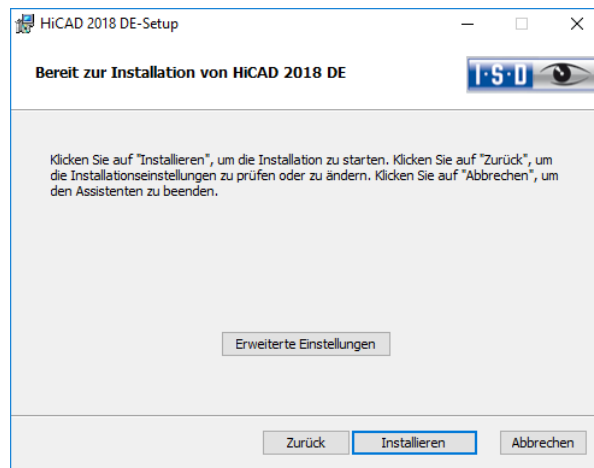 HiCAD 2018 DE-Setup
Bereit zur Installation von HiCAD 2018 DE
I·S·D
Klicken Sie auf "Installieren", um die Installation zu starten. Klicken Sie auf "Zurück", um
die Installationseinstellungen zu prüfen oder zu ändern. Klicken Sie auf "Abbrechen", um
den Assistenten zu beenden.
Erweiterte Einstellungen
Zurück Installieren Abbrechen